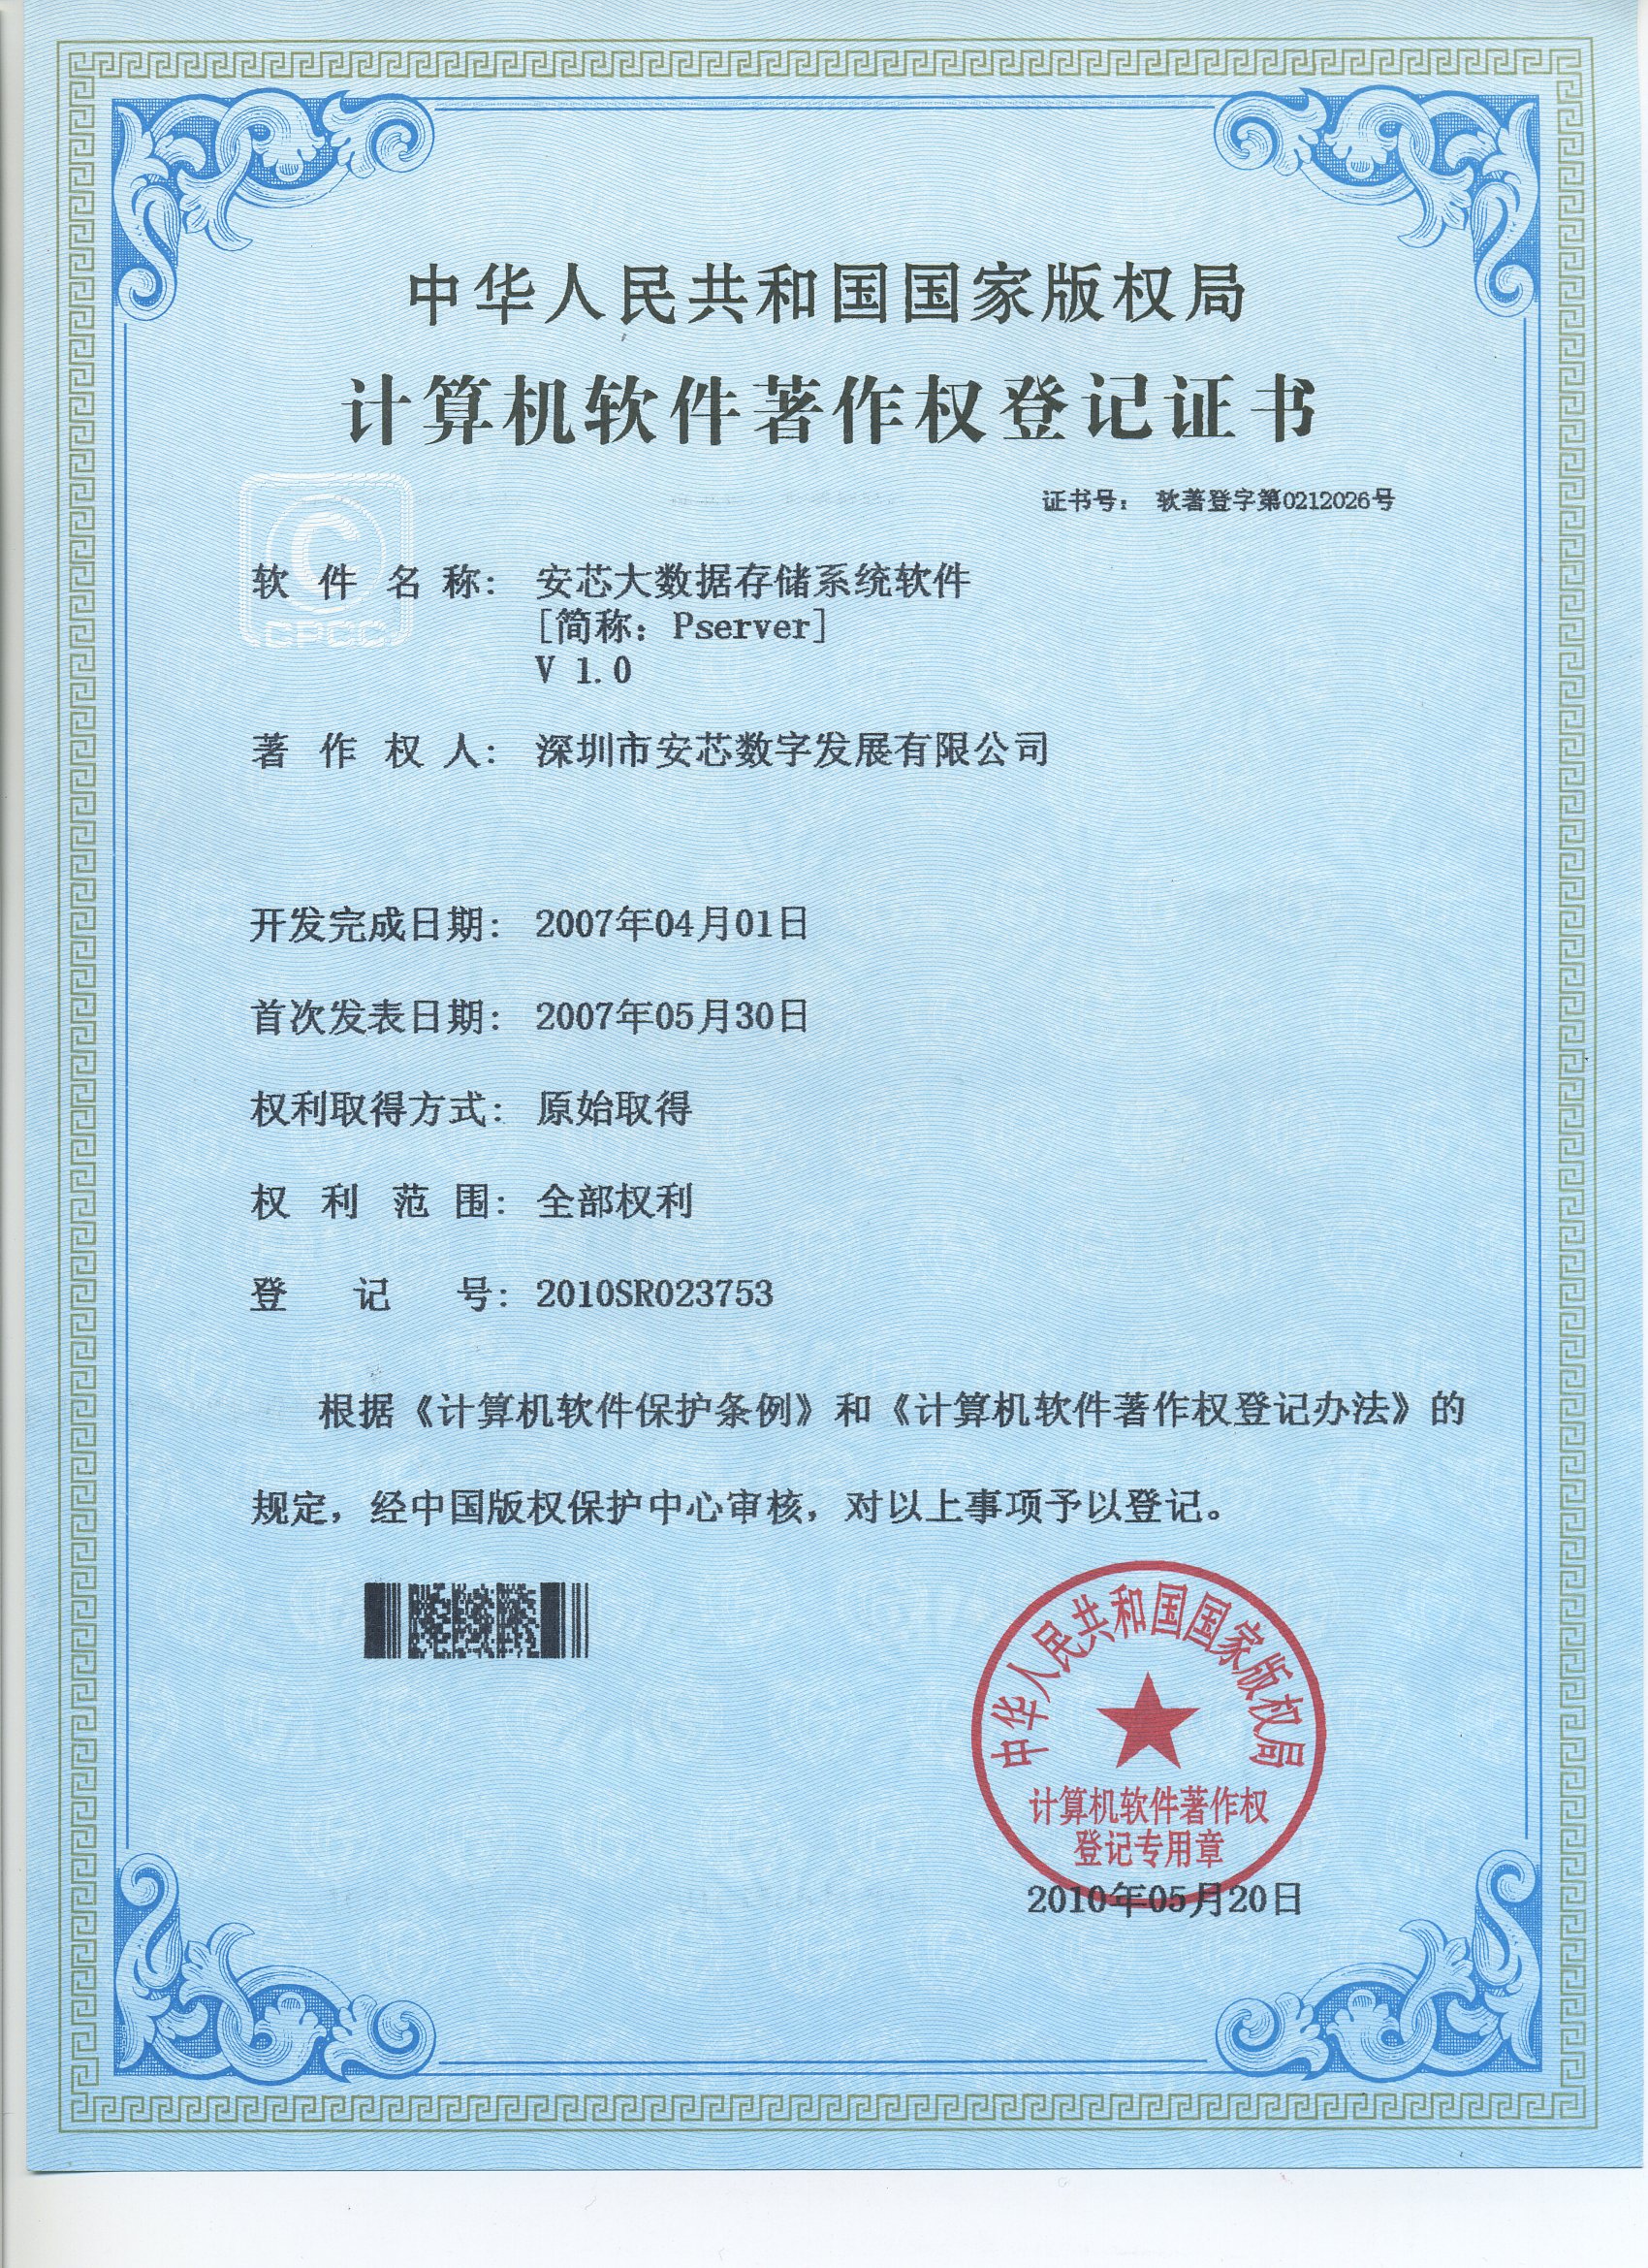 中华人民共和国国家版权局
计算机软件著作权登记证书
证书号： 软著登字第0212026号
CPCC
软件名称： 安芯大数据存储系统软件
[简称：Pserver]
V 1.0
著作权人： 深圳市安芯数字发展有限公司
开发完成日期： 2007年04月01日
首次发表日期： 2007年05月30日
权利取得方式： 原始取得
权利范围： 全部权利
登记号： 2010SR023753
根据《计算机软件保护条例》和《计算机软件著作权登记办法》的
规定，经中国版权保护中心审核，对以上事项予以登记。
中华人民共和国国家版权局
计算机软件著作权
登记专用章
2010年05月20日